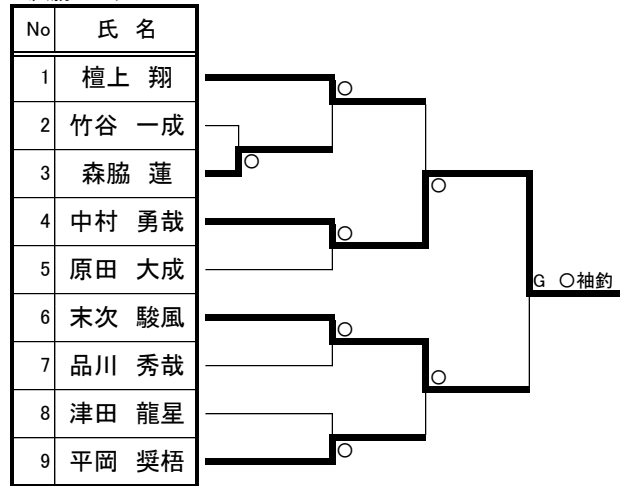 No 氏 名
1 檀上 翔
○
2 竹谷 一成
○
3 森脇 蓮
○
4 中村 勇哉
○
5 原田 大成
G ○袖釣
6 末次 駿風
○
7 品川 秀哉
○
8 津田 龍星
9 平岡 奨梧
○